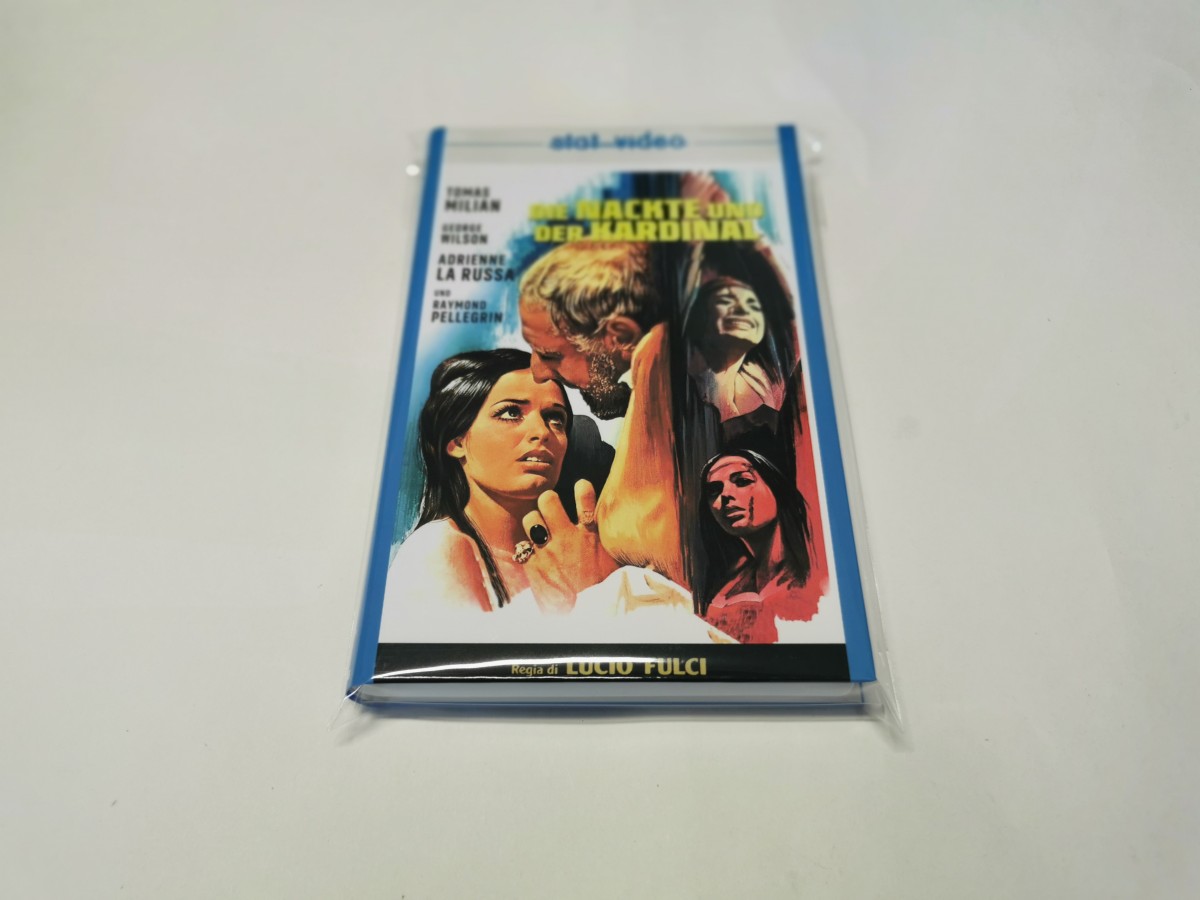 stat video
TOMAS
MILIAN
GEORGE
WILSON
ADRIENNE
LA RUSSA
UND
RAYMOND
PELLEGRIN
DIE NACKTE UND
DER KARDINAL
Regia di LUCIO FULCI